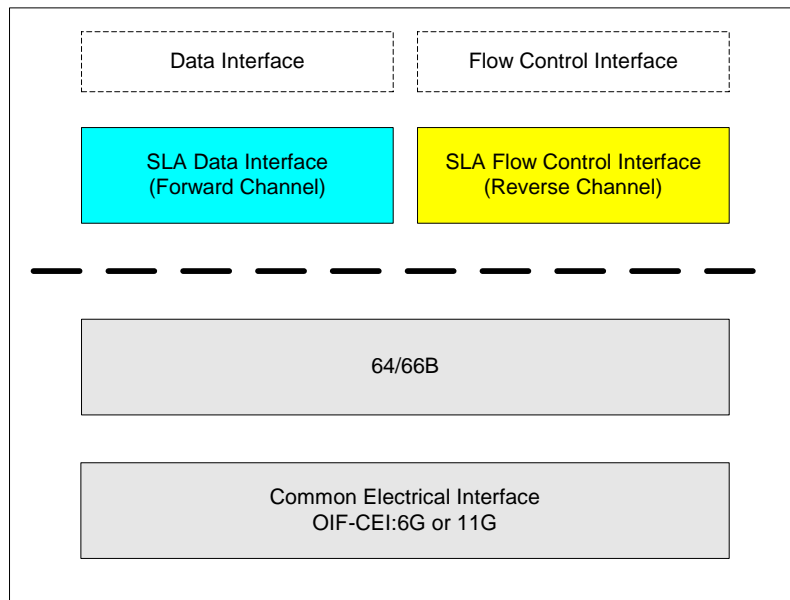 Data Interface
Flow Control Interface
SLA Data Interface
(Forward Channel)
SLA Flow Control Interface
(Reverse Channel)
64/66B
Common Electrical Interface
OIF-CEI:6G or 11G